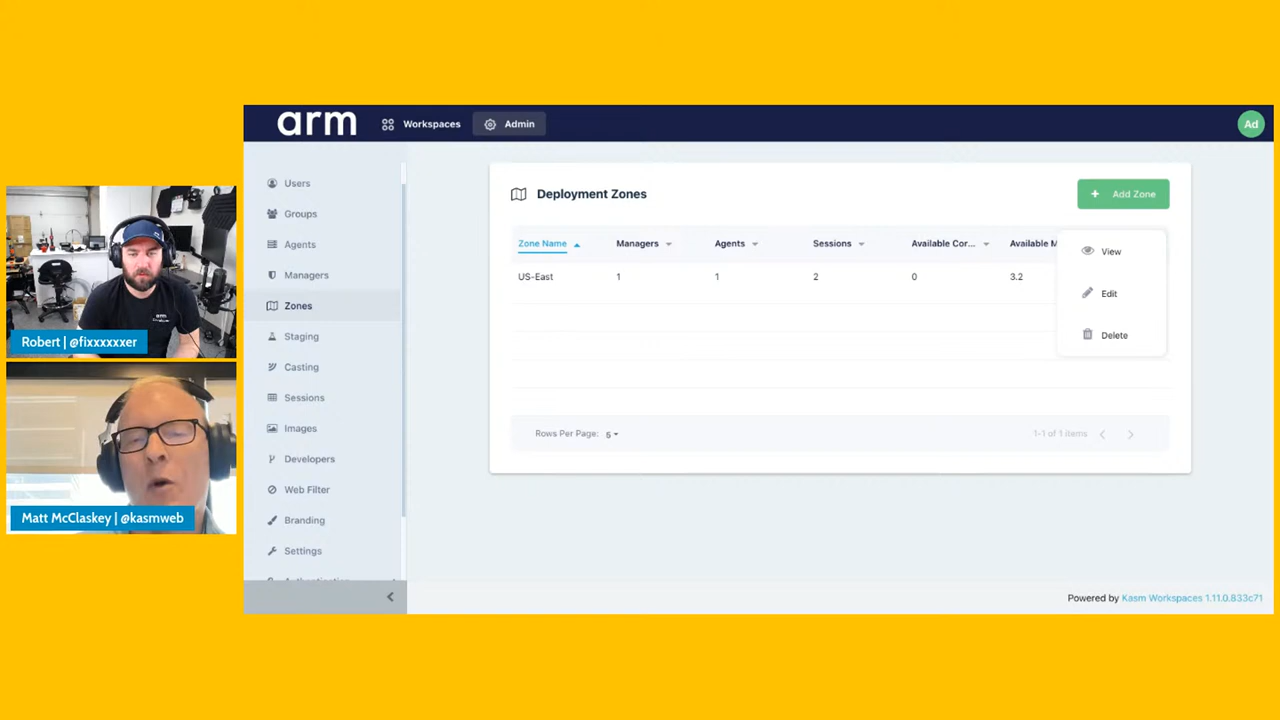 arm
Workspaces
Admin
Ad
Users
Groups
Agents
Managers
Zones
Staging
Casting
Sessions
Images
Developers
Web Filter
Branding
Settings
Deployment Zones
+ Add Zone
Zone Name Managers Agents Sessions Available Cor... Available M
US-East 1 1 2 0 3.2
View
Edit
Delete
Rows Per Page: 5
1-1 of 1 items
Powered by Kasm Workspaces 1.11.0.833c71
arm
Robert | @fixxxxxxer
Matt McClaskey | @kasmweb